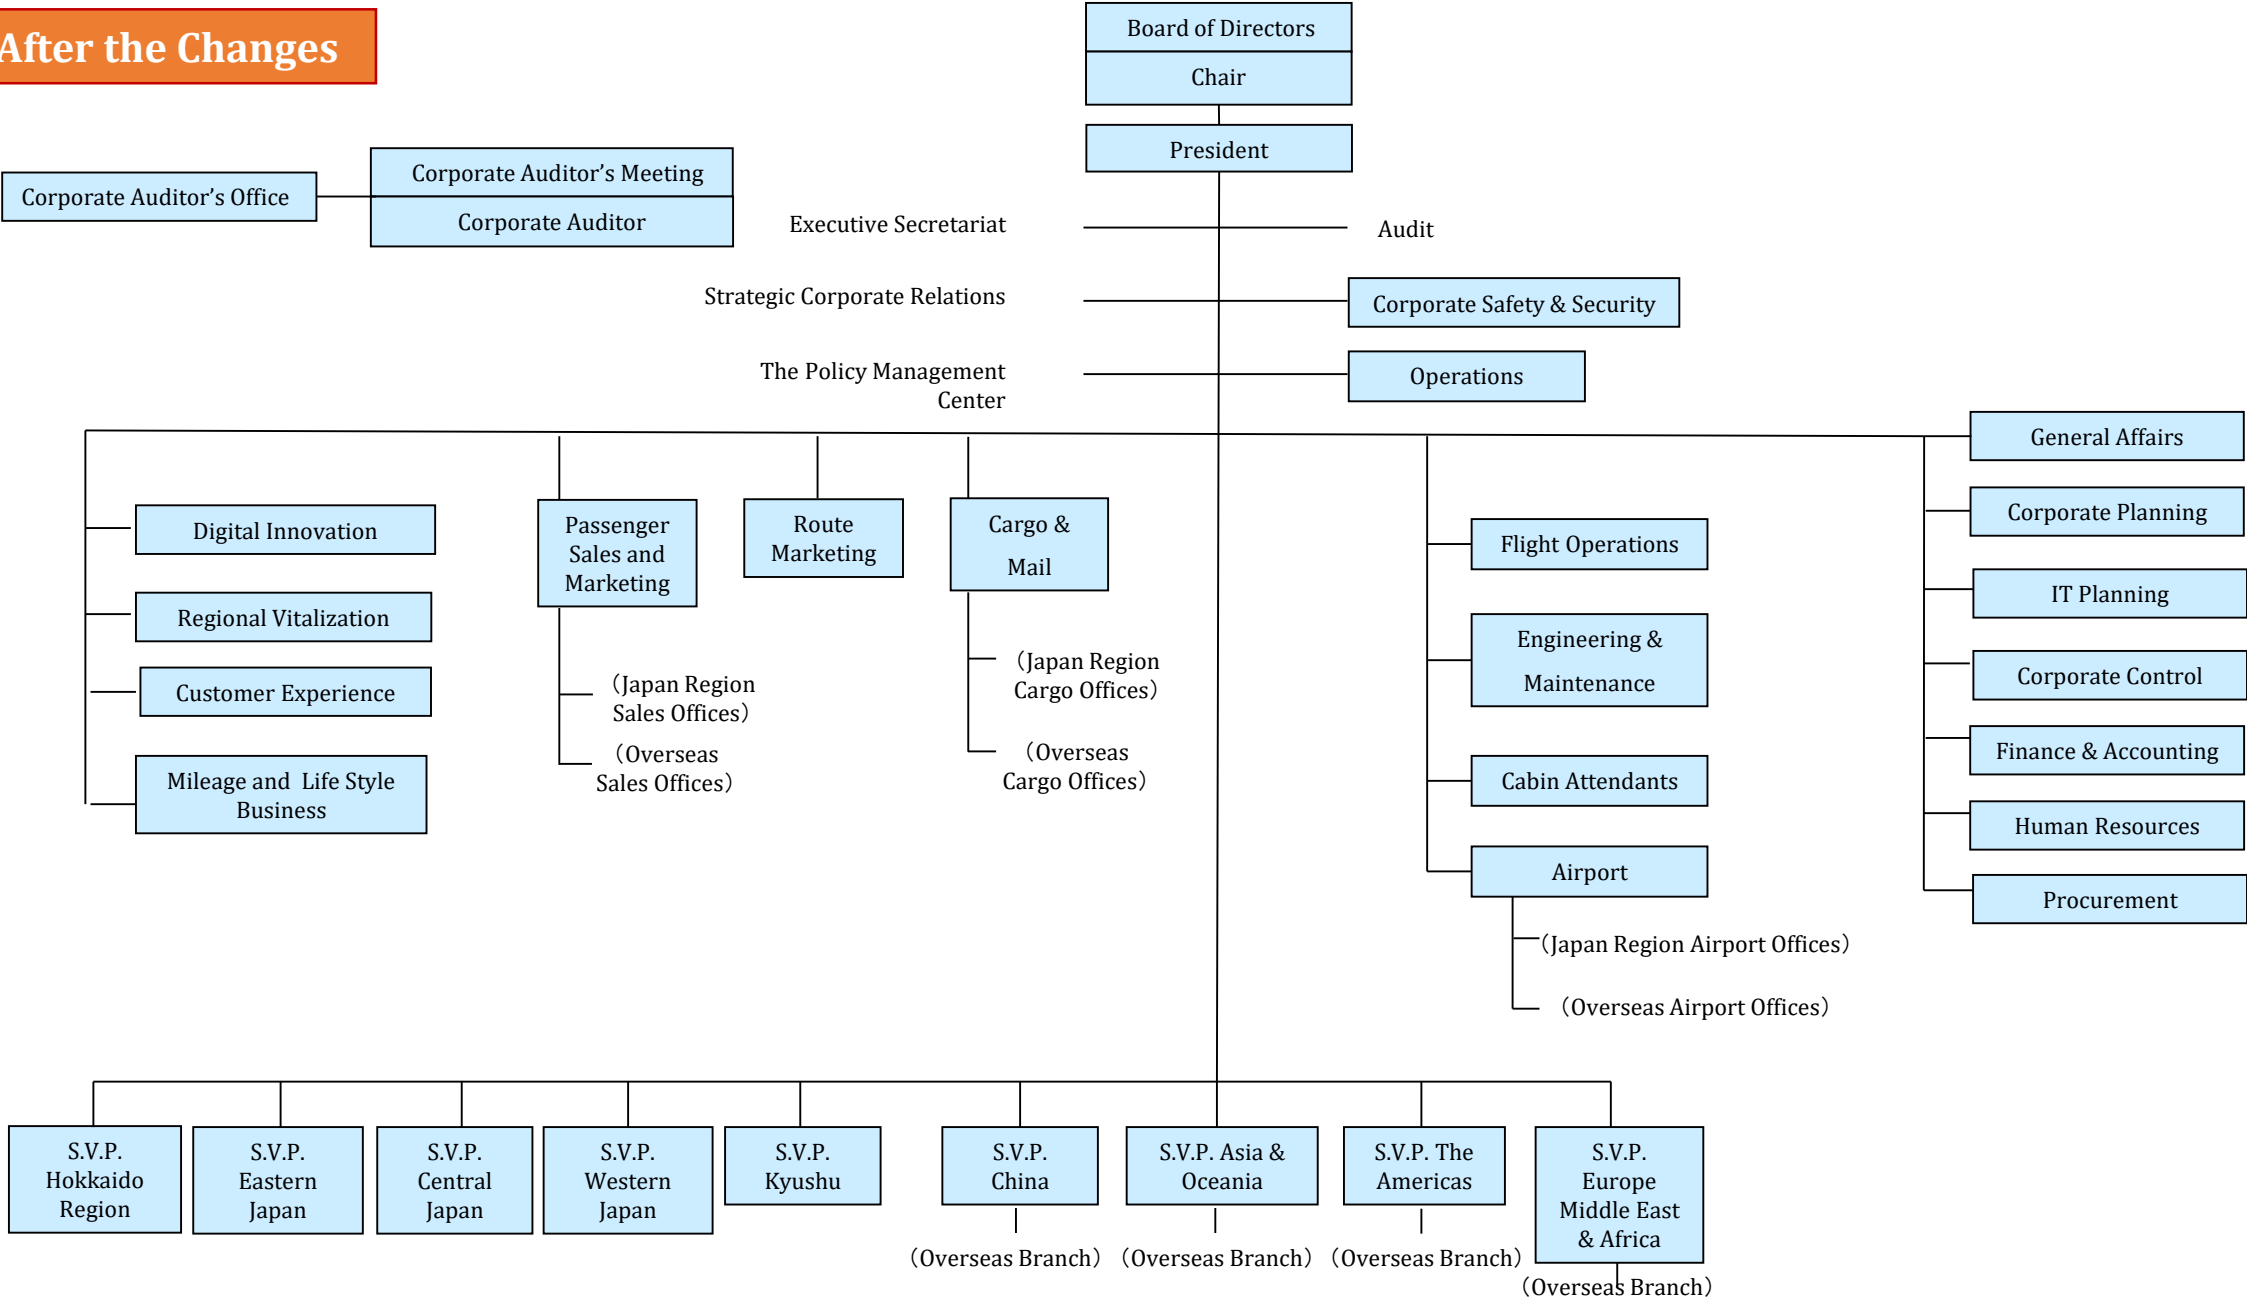 After the Changes
Board of Directors
Chair
President
Corporate Auditor's Office
Corporate Auditor's Meeting
Corporate Auditor
Executive Secretariat
Audit
Strategic Corporate Relations
Corporate Safety & Security
The Policy Management
Center
Operations
General Affairs
Corporate Planning
IT Planning
Corporate Control
Finance & Accounting
Human Resources
Procurement
Digital Innovation
Regional Vitalization
Customer Experience
Mileage and Life Style
Business
Passenger
Sales and
Marketing
（Japan Region
Sales Offices）
（Overseas
Sales Offices）
Route
Marketing
Cargo &
Mail
（Japan Region
Cargo Offices）
（Overseas
Cargo Offices）
Flight Operations
Engineering &
Maintenance
Cabin Attendants
Airport
（Japan Region Airport Offices）
（Overseas Airport Offices）
S.V.P.
Hokkaido
Region
S.V.P.
Eastern
Japan
S.V.P.
Central
Japan
S.V.P.
Western
Japan
S.V.P.
Kyushu
S.V.P.
China
（Overseas Branch）
S.V.P. Asia &
Oceania
（Overseas Branch）
S.V.P. The
Americas
（Overseas Branch）
S.V.P.
Europe
Middle East
& Africa
（Overseas Branch）